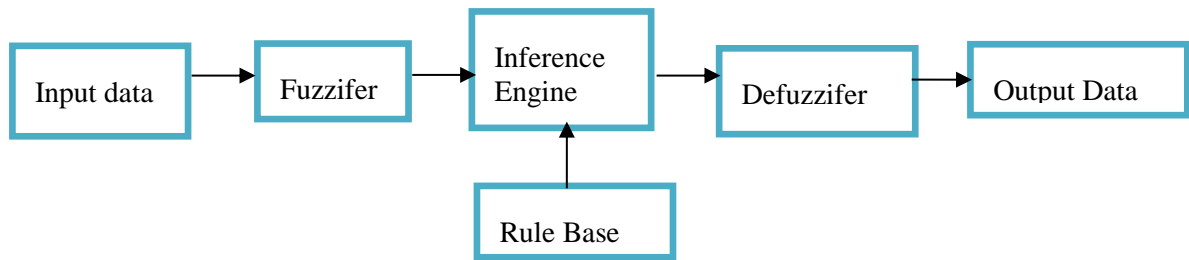 Input data
Fuzzifer
Inference
Engine
Defuzzifer
Output Data
Rule Base